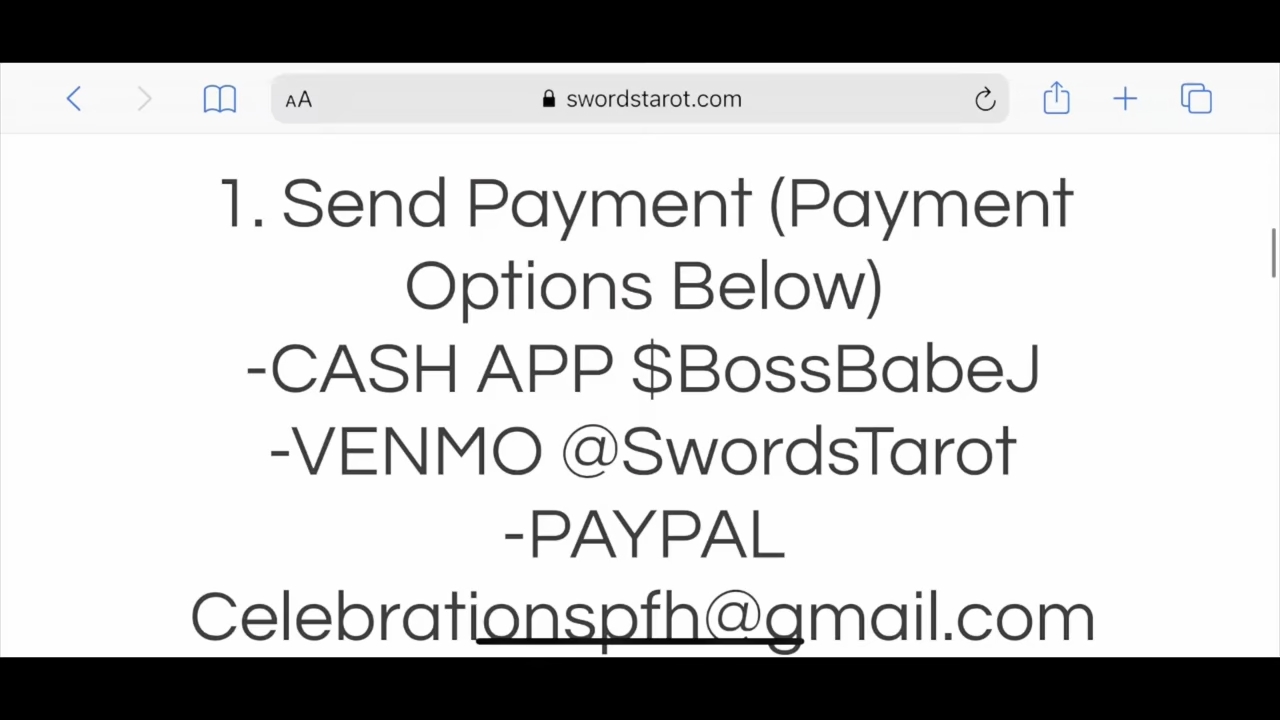 AA
swordstarot.com
1. Send Payment (Payment
Options Below)
-CASH APP $BossBabeJ
-VENMO @SwordsTarot
-PAYPAL
Celebrationspfh@gmail.com